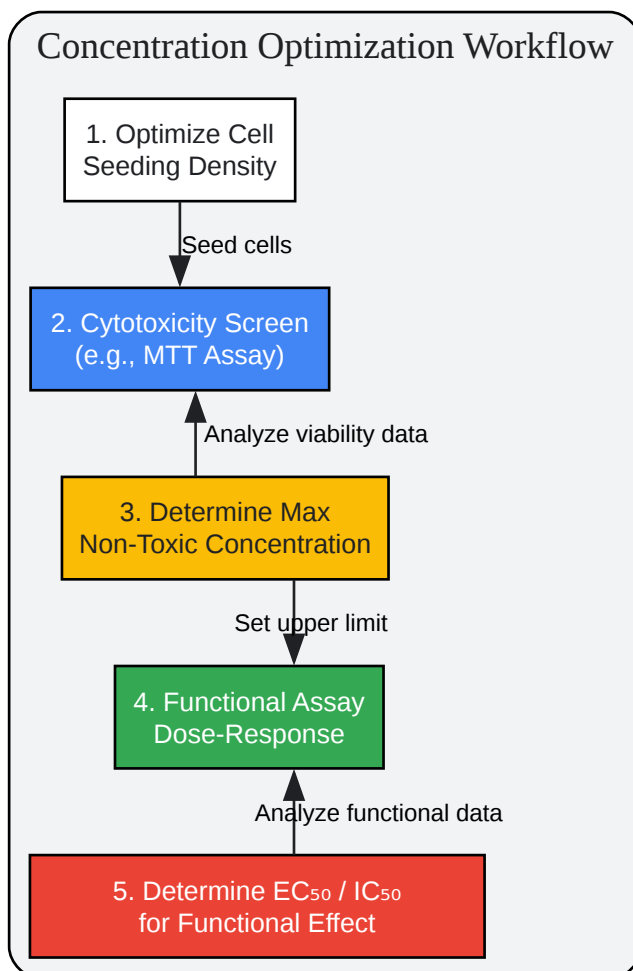 Concentration Optimization Workflow
1. Optimize Cell
Seeding Density
Seed cells
2. Cytotoxicity Screen
(e.g., MTT Assay)
Analyze viability data
3. Determine Max
Non-Toxic Concentration
Set upper limit
4. Functional Assay
Dose-Response
Analyze functional data
5. Determine EC₅₀ / IC₅₀
for Functional Effect